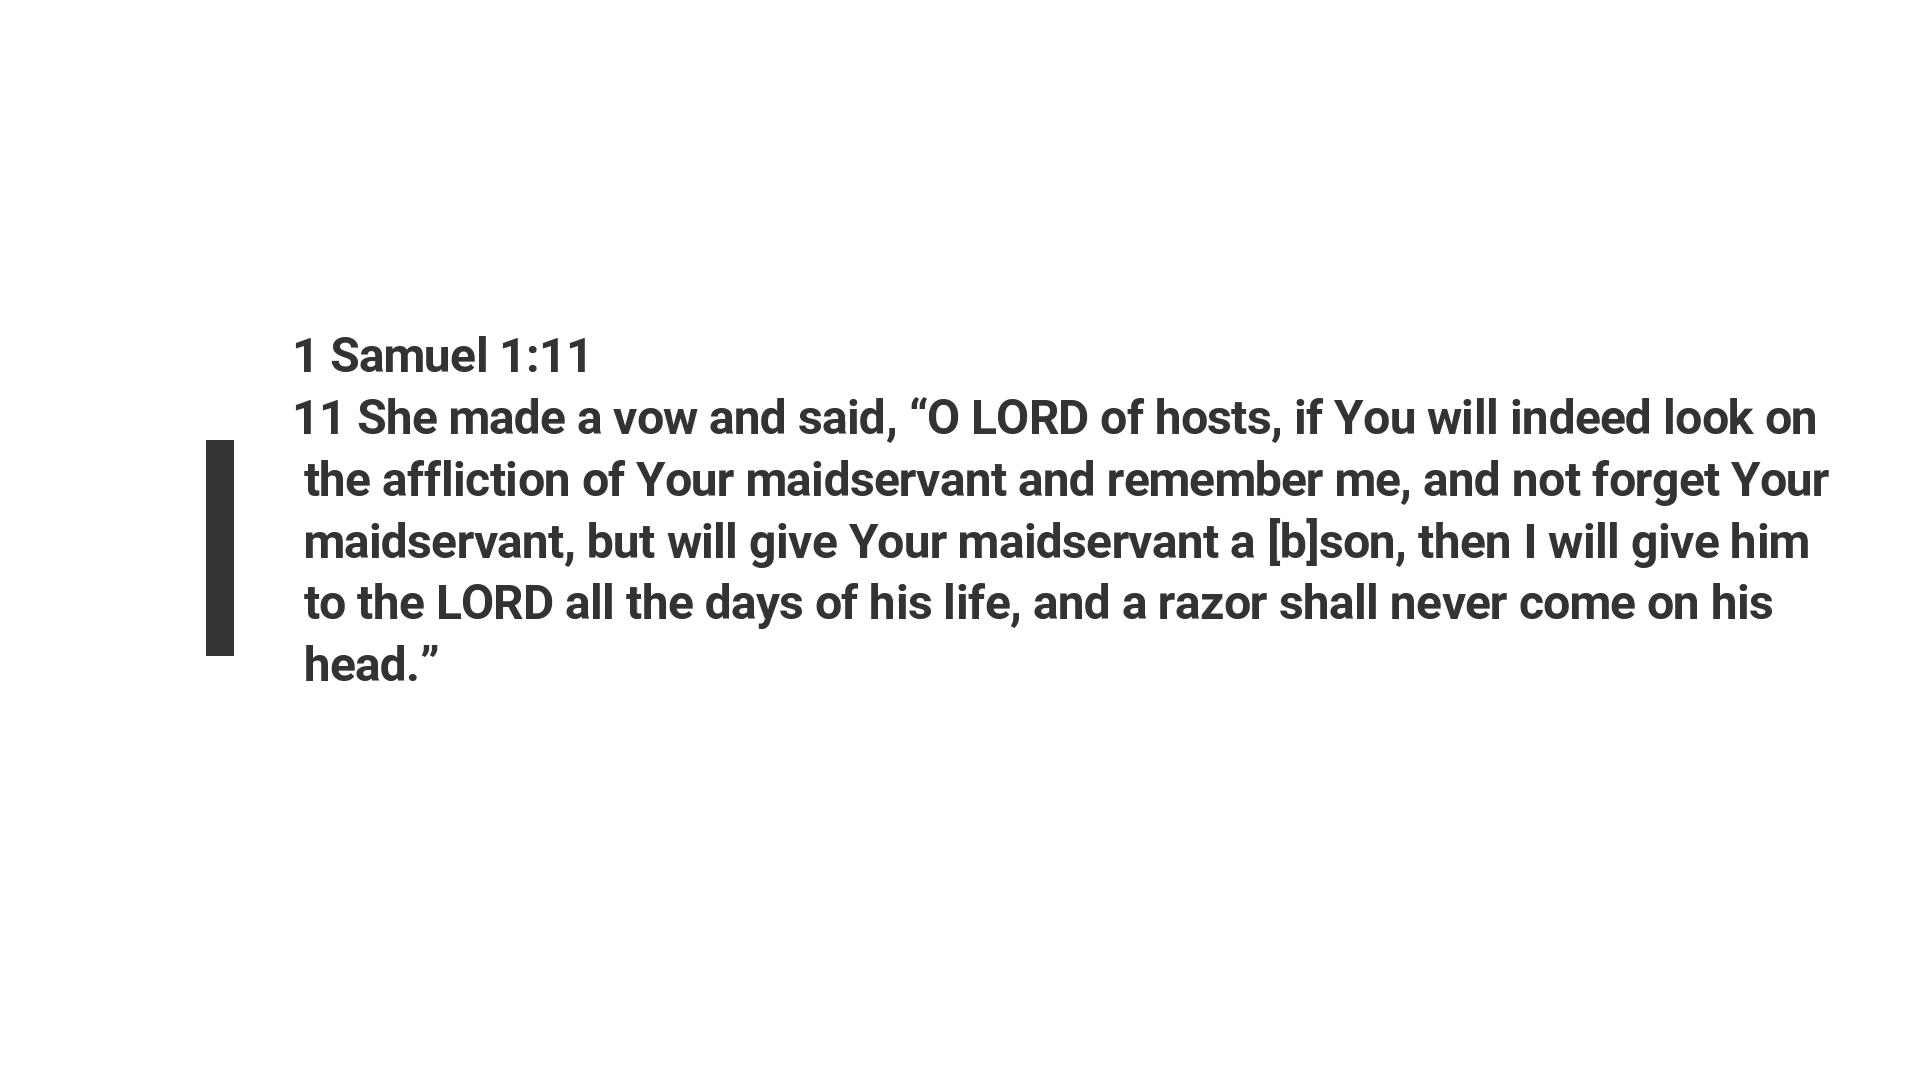 1 Samuel 1:11
11 She made a vow and said, “O LORD of hosts, if You will indeed look on
the affliction of Your maidservant and remember me, and not forget Your
maidservant, but will give Your maidservant a [b]son, then I will give him
to the LORD all the days of his life, and a razor shall never come on his
head.”